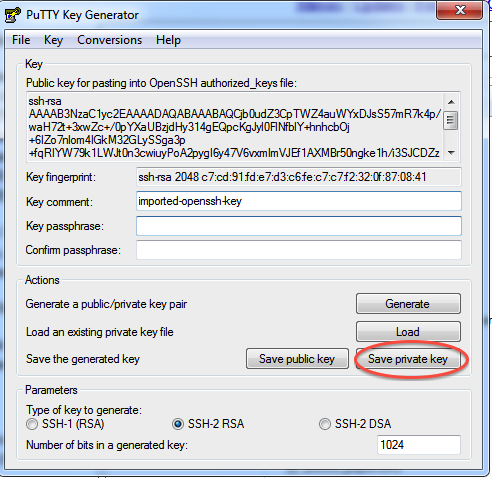 PuTTY Key Generator
File Key Conversions Help
Key
Public key for pasting into OpenSSH authorized_keys file:
ssh-rsa
AAAAB3NzaC1yc2EAAAADAQABAAABAQCjb0udZ3CpTWZ4auWYxDJsS57mR7k4p/
waH72t+3xwZc+/0pYXaUBzjdHy314gEQpcKgJyl0FINfbIY+hnhcbOj
+6IZo7nlom4IGkM32GLySSga3p
+fqRIYW79k1LWJt0n3cwiuyPoA2pygI6y47V6vxmlmVJEf1AXMBr50ngke1h/i3SJCDZz
Key fingerprint: ssh-rsa 2048 c7:cd:91:fd:e7:d3:c6:fe:c7:c7:f2:32:0f:87:08:41
Key comment: imported-openssh-key
Key passphrase:
Confirm passphrase:
Actions
Generate a public/private key pair Generate
Load an existing private key file Load
Save the generated key Save public key Save private key
Parameters
Type of key to generate:
SSH-1 (RSA) SSH-2 RSA SSH-2 DSA
Number of bits in a generated key: 1024